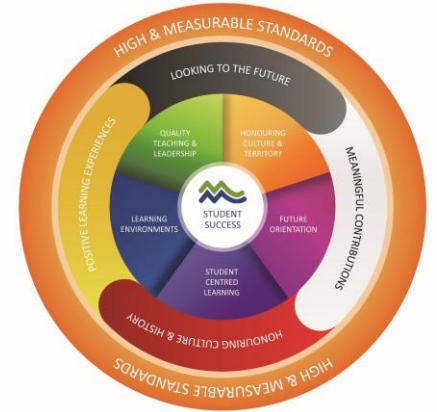 HIGH & MEASURABLE STANDARDS
LOOKING TO THE FUTURE
POSITIVE LEARNING EXPERIENCES
MEANINGFUL CONTRIBUTIONS
HONOURING CULTURE & HISTORY
QUALITY
TEACHING &
LEADERSHIP
HONOURING
CULTURE &
TERRITORY
LEARNING
ENVIRONMENTS
STUDENT
SUCCESS
FUTURE
ORIENTATION
STUDENT
CENTRED
LEARNING
HIGH & MEASURABLE STANDARDS